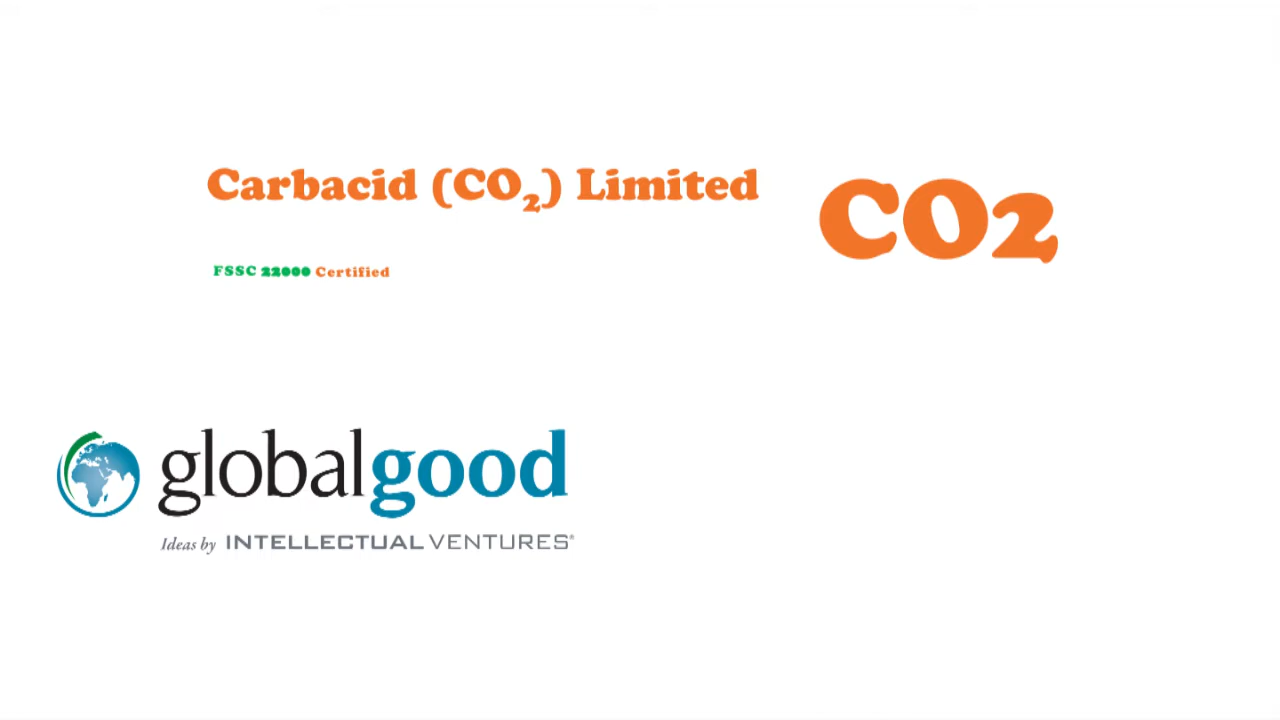 Carbacid (CO₂) Limited
CO2
FSSC 22000 Certified
globalgood
Ideas by INTELLECTUAL VENTURES®